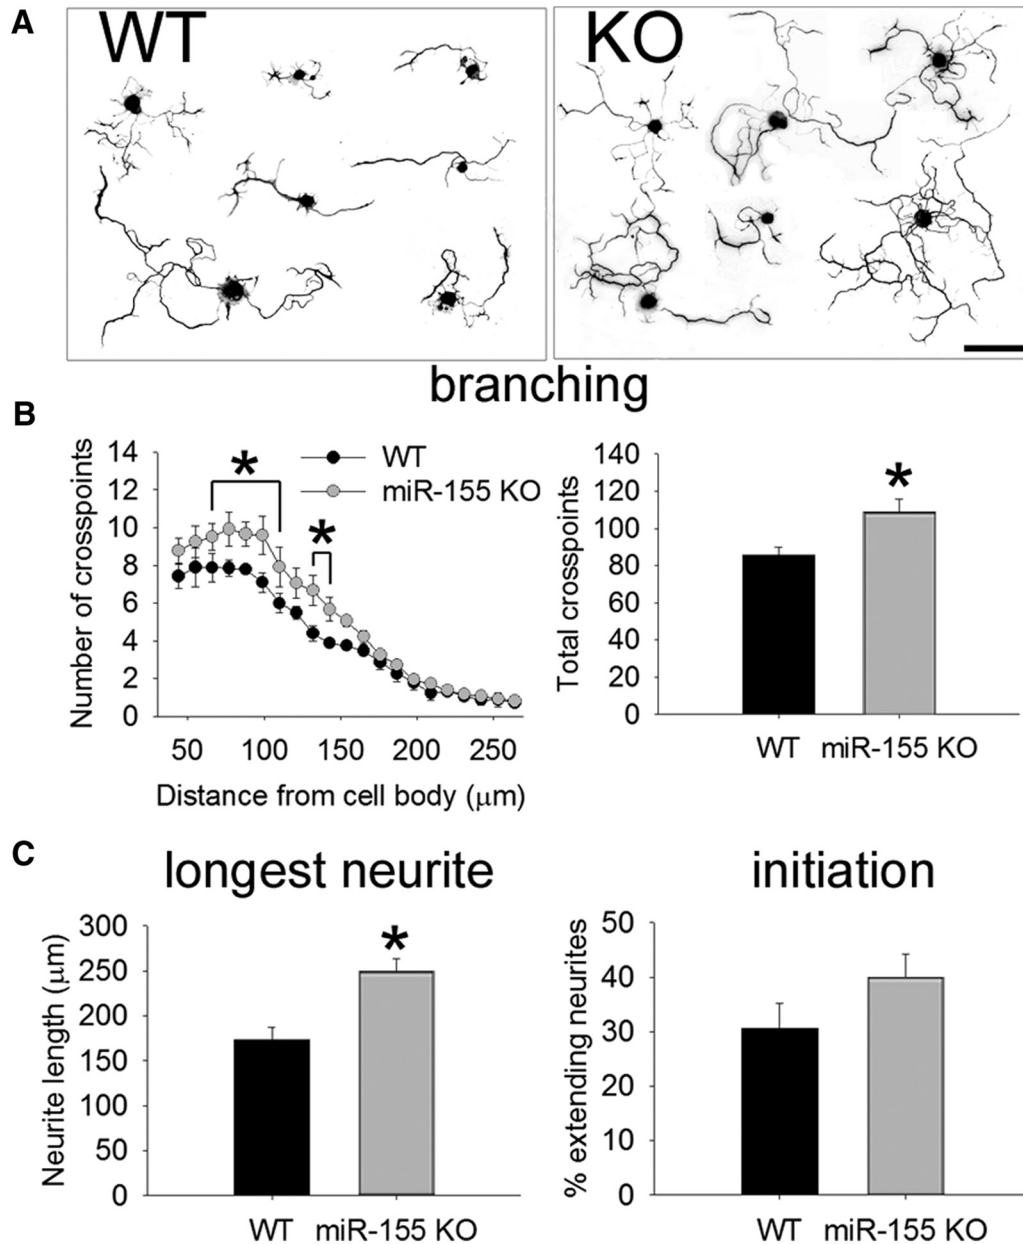 A
WT
KO
branching
B
Number of crosspoints
14
12
10
8
6
4
2
0
*
*
WT
miR-155 KO
50 100 150 200 250
Distance from cell body (μm)
Total crosspoints
140
120
100
80
60
40
20
0
*
WT miR-155 KO
C
longest neurite
Neurite length (μm)
300
250
200
150
100
50
0
*
WT miR-155 KO
initiation
% extending neurites
50
40
30
20
10
0
WT miR-155 KO